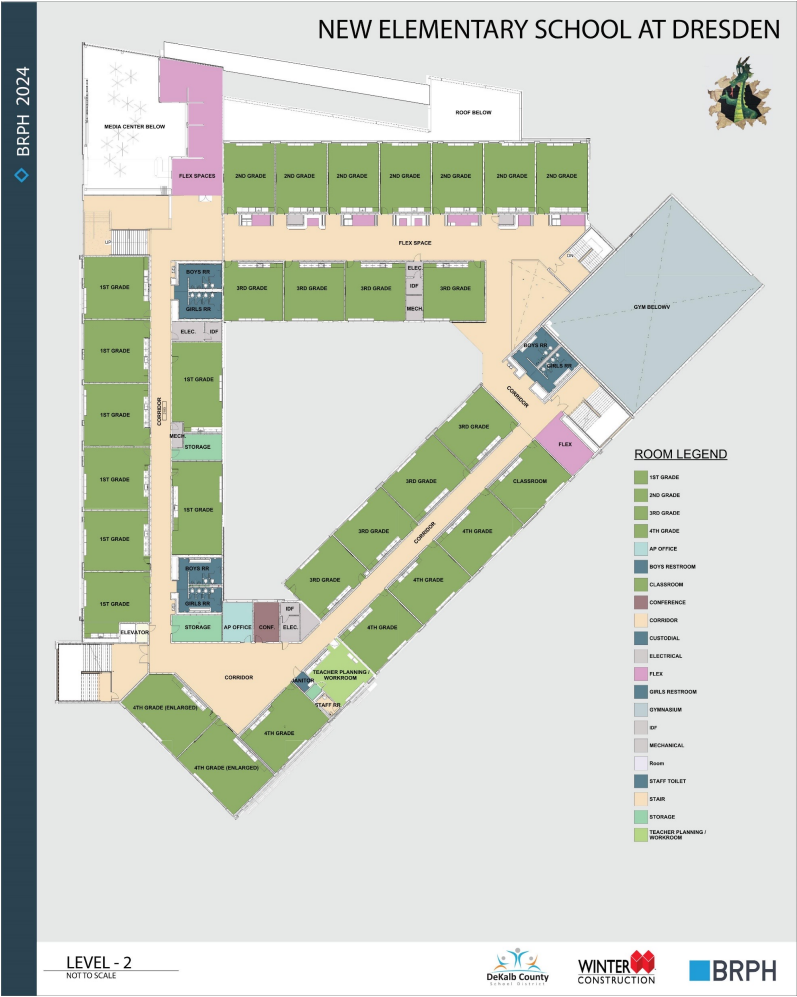 NEW ELEMENTARY SCHOOL AT DRESDEN
BRPH 2024
MEDIA CENTER BELOW
ROOF BELOW
FLEX SPACES
2ND GRADE
2ND GRADE
2ND GRADE
2ND GRADE
2ND GRADE
2ND GRADE
2ND GRADE
UP
FLEX SPACE
DN
1ST GRADE
BOYS RR
GIRLS RR
3RD GRADE
3RD GRADE
3RD GRADE
ELEC.
IDF
MECH.
3RD GRADE
GYM BELOWV
ELEC.
IDF
1ST GRADE
1ST GRADE
BOYS RR
GIRLS RR
CORRIDOR
CORRIDOR
1ST GRADE
MECH.
STORAGE
3RD GRADE
FLEX
1ST GRADE
3RD GRADE
CLASSROOM
1ST GRADE
1ST GRADE
3RD GRADE
CORRIDOR
4TH GRADE
BOYS RR
3RD GRADE
4TH GRADE
1ST GRADE
GIRLS RR
IDF
ELEVATOR
STORAGE
AP OFFICE
CONF.
ELEC.
4TH GRADE
CORRIDOR
JANITOR
TEACHER PLANNING /
WORKROOM
STAFF RR
4TH GRADE (ENLARGED)
4TH GRADE
4TH GRADE (ENLARGED)
ROOM LEGEND
1ST GRADE
2ND GRADE
3RD GRADE
4TH GRADE
AP OFFICE
BOYS RESTROOM
CLASSROOM
CONFERENCE
CORRIDOR
CUSTODIAL
ELECTRICAL
FLEX
GIRLS RESTROOM
GYMNASIUM
IDF
MECHANICAL
Room
STAFF TOILET
STAIR
STORAGE
TEACHER PLANNING /
WORKROOM
LEVEL - 2
NOT TO SCALE
DeKalb County
School District
WINTER
CONSTRUCTION
BRPH